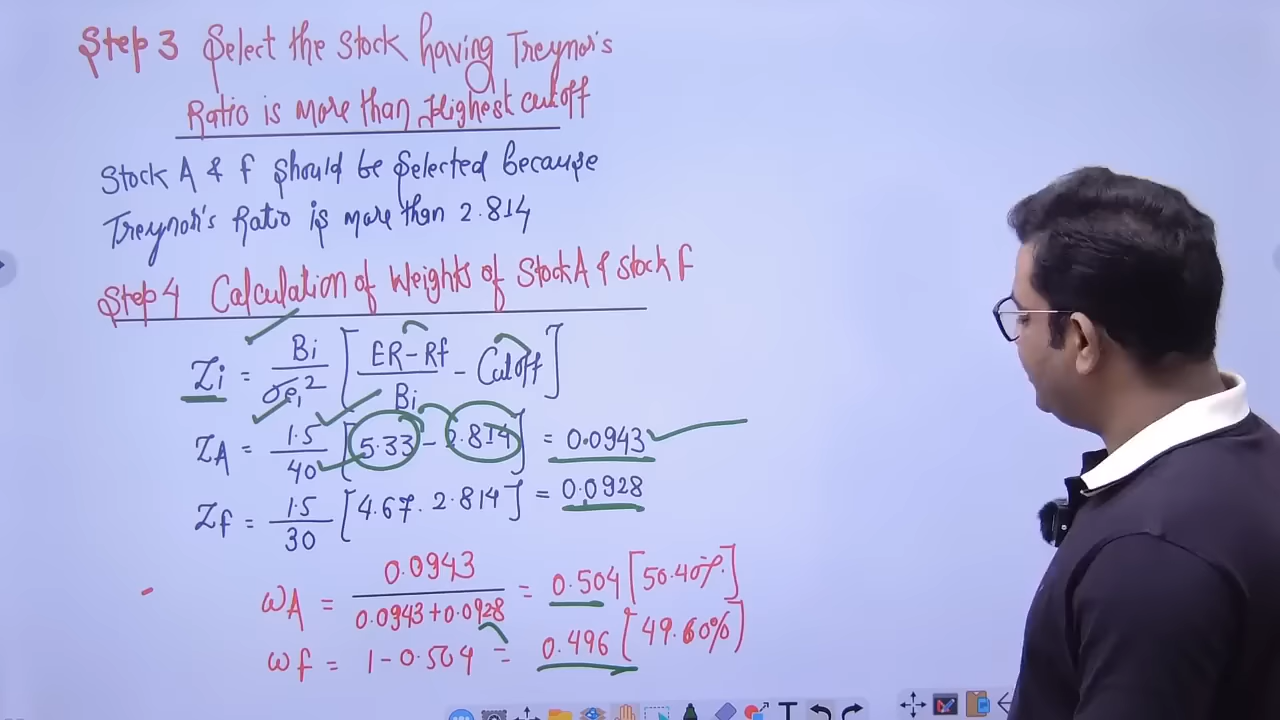 Step 3 Select the Stock having Treynor's
Ratio is More than Highest cutoff
Stock A & f Should be Selected because
Treynor's Ratio is more than 2.814
Step 4 Calculation of Weights of Stock A & Stock F
Zi = Bi/σei² [ER-Rf/Bi - Cutoff]
ZA = 1.5/40 [5.33 - 2.814] = 0.0943
Zf = 1.5/30 [4.67. 2.814] = 0.0928
WA = 0.0943/0.0943+0.0928 = 0.504 [50.40%]
Wf = 1-0.504 = 0.496 [49.60%]
T